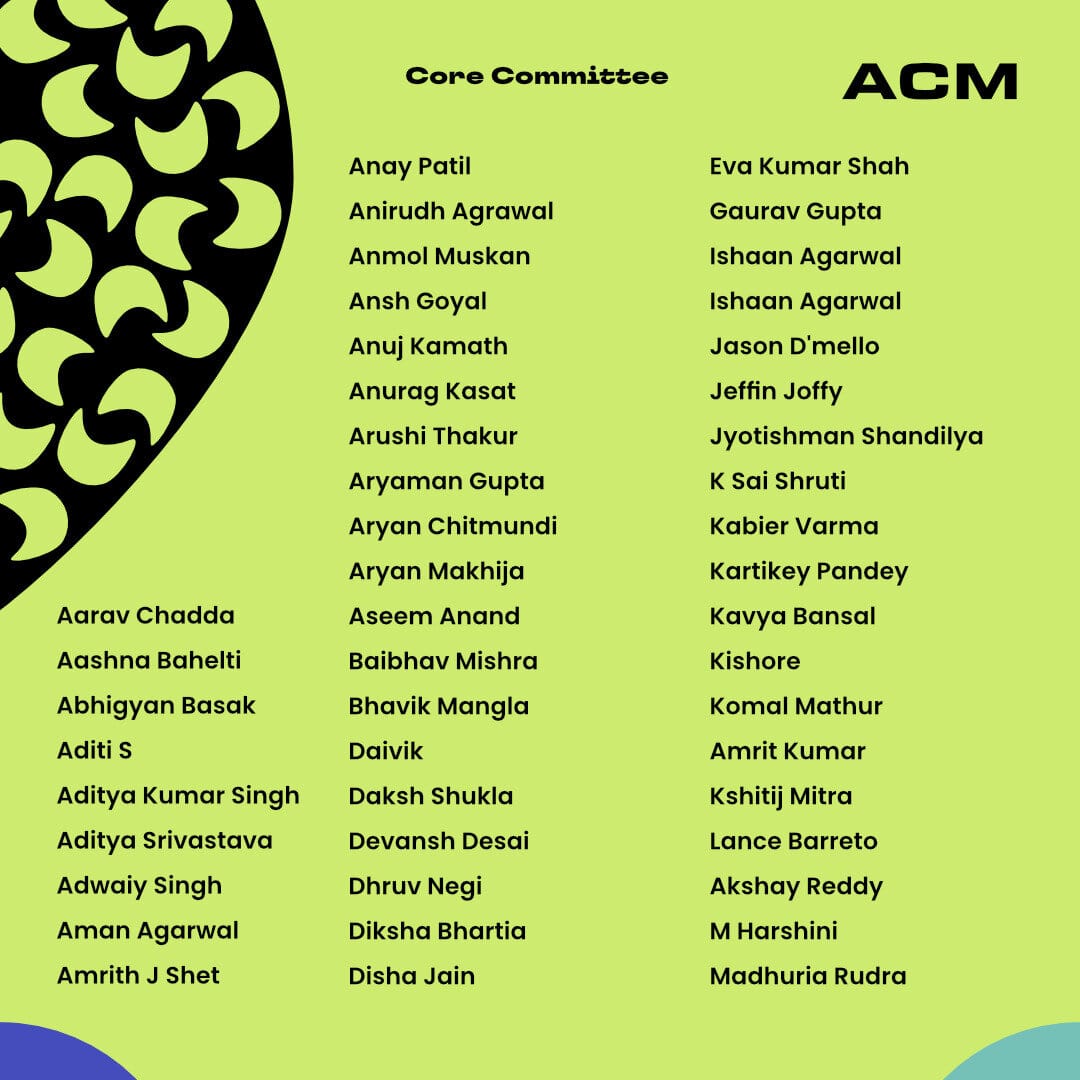 Core Committee
ACM
Aarav Chadda
Aashna Bahelti
Abhigyan Basak
Aditi S
Aditya Kumar Singh
Aditya Srivastava
Adwaiy Singh
Aman Agarwal
Amrith J Shet
Anay Patil
Anirudh Agrawal
Anmol Muskan
Ansh Goyal
Anuj Kamath
Anurag Kasat
Arushi Thakur
Aryaman Gupta
Aryan Chitmundi
Aryan Makhija
Aseem Anand
Baibhav Mishra
Bhavik Mangla
Daivik
Daksh Shukla
Devansh Desai
Dhruv Negi
Diksha Bhartia
Disha Jain
Eva Kumar Shah
Gaurav Gupta
Ishaan Agarwal
Ishaan Agarwal
Jason D'mello
Jeffin Joffy
Jyotishman Shandilya
K Sai Shruti
Kabier Varma
Kartikey Pandey
Kavya Bansal
Kishore
Komal Mathur
Amrit Kumar
Kshitij Mitra
Lance Barreto
Akshay Reddy
M Harshini
Madhuria Rudra